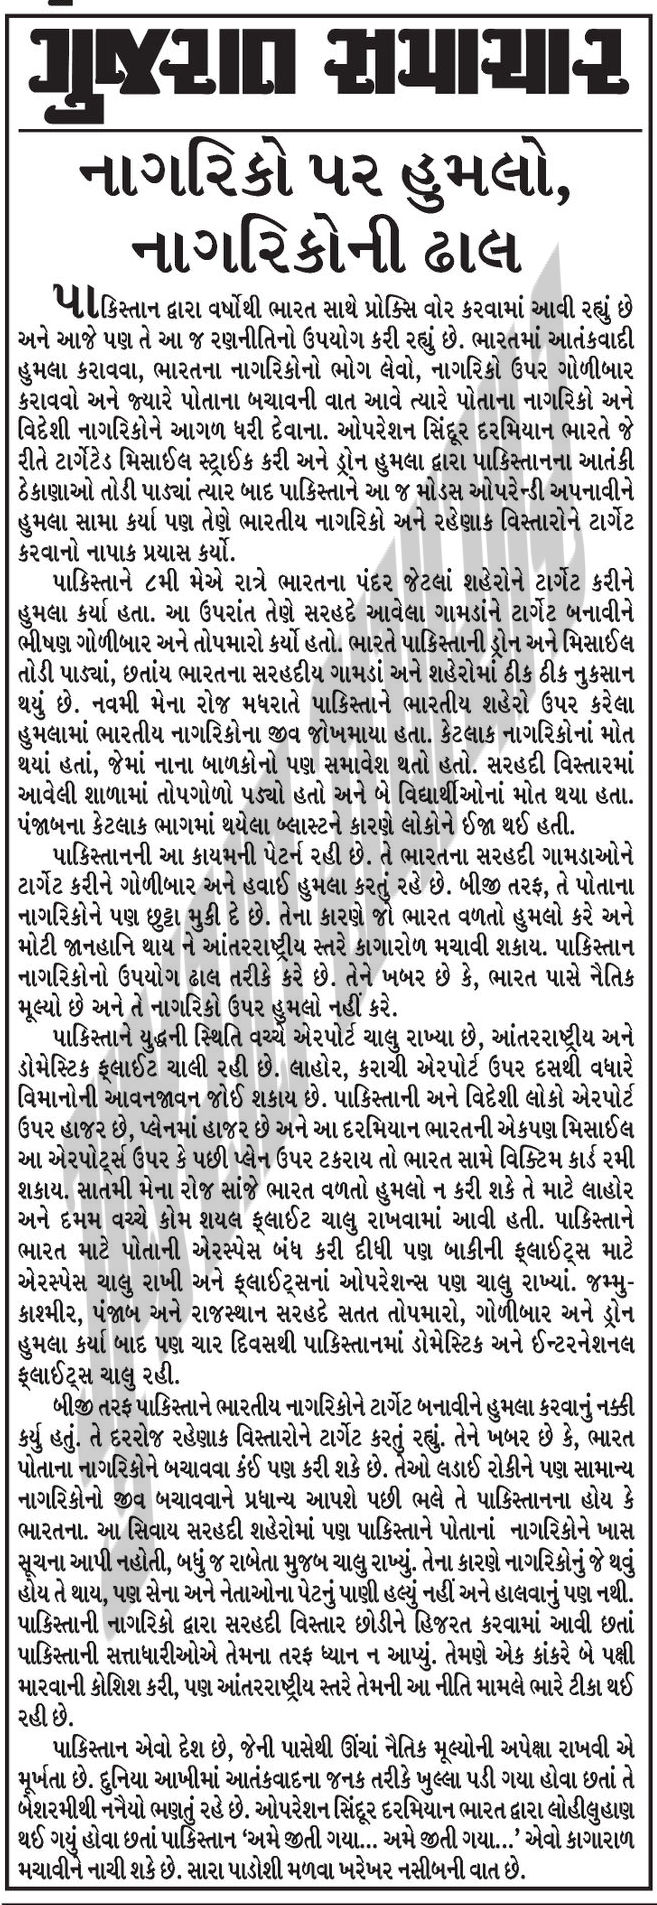 ગુજરાત સમાચાર
નાગરિકો પર હુમલો,
નાગરિકોની ઢાલ
પાકિસ્તાન દ્વારા વર્ષોથી ભારત સાથે પ્રોક્સિ વોર કરવામાં આવી રહ્યું છે
અને આજે પણ તે આ જ રણનીતિનો ઉપયોગ કરી રહ્યું છે. ભારતમાં આતંકવાદી
હુમલા કરાવવા, ભારતના નાગરિકોનો ભોગ લેવો, નાગરિકો ઉપર ગોળીબાર
કરાવવો અને જ્યારે પોતાના બચાવની વાત આવે ત્યારે પોતાના નાગરિકો અને
વિદેશી નાગરિકોને આગળ ધરી દેવાના. ઓપરેશન સિંદૂર દરમિયાન ભારતે જે
રીતે ટાર્ગેટેડ મિસાઈલ સ્ટ્રાઈક કરી અને ડ્રોન હુમલા દ્વારા પાકિસ્તાનના આતંકી
ઠેકાણાઓ તોડી પાડ્યાં ત્યાર બાદ પાકિસ્તાને આ જ મોડસ ઓપરેન્ડી અપનાવીને
હુમલા સામા કર્યા પણ તેણે ભારતીય નાગરિકો અને રહેણાક વિસ્તારોને ટાર્ગેટ
કરવાનો નાપાક પ્રયાસ કર્યો.
પાકિસ્તાને ૮મી મેએ રાત્રે ભારતના પંદર જેટલાં શહેરોને ટાર્ગેટ કરીને
હુમલા કર્યા હતા. આ ઉપરાંત તેણે સરહદે આવેલા ગામડાંને ટાર્ગેટ બનાવીને
ભીષણ ગોળીબાર અને તોપમારો કર્યો હતો. ભારતે પાકિસ્તાની ડ્રોન અને મિસાઈલ
તોડી પાડ્યાં, છતાંય ભારતના સરહદીય ગામડાં અને શહેરોમાં ઠીક ઠીક નુકસાન
થયું છે. નવમી મેના રોજ મધરાતે પાકિસ્તાને ભારતીય શહેરો ઉપર કરેલા
હુમલામાં ભારતીય નાગરિકોના જીવ જોખમાયા હતા. કેટલાક નાગરિકોનાં મોત
થયાં હતાં, જેમાં નાના બાળકોનો પણ સમાવેશ થતો હતો. સરહદી વિસ્તારમાં
આવેલી શાળામાં તોપગોળો પડ્યો હતો અને બે વિદ્યાર્થીઓનાં મોત થયા હતા.
પંજાબના કેટલાક ભાગમાં થયેલા બ્લાસ્ટને કારણે લોકોને ઈજા થઈ હતી.
પાકિસ્તાનની આ કાયમની પેટર્ન રહી છે. તે ભારતના સરહદી ગામડાઓને
ટાર્ગેટ કરીને ગોળીબાર અને હવાઈ હુમલા કરતું રહે છે. બીજી તરફ, તે પોતાના
નાગરિકોને પણ છુટ્ટા મુકી દે છે. તેના કારણે જો ભારત વળતો હુમલો કરે અને
મોટી જાનહાનિ થાય ને આંતરરાષ્ટ્રીય સ્તરે કાગારોળ મચાવી શકાય. પાકિસ્તાન
નાગરિકોનો ઉપયોગ ઢાલ તરીકે કરે છે. તેને ખબર છે કે, ભારત પાસે નૈતિક
મૂલ્યો છે અને તે નાગરિકો ઉપર હુમલો નહીં કરે.
પાકિસ્તાને યુદ્ધની સ્થિતિ વચ્ચે એરપોર્ટ ચાલુ રાખ્યા છે, આંતરરાષ્ટ્રીય અને
ડોમેસ્ટિક ફ્લાઈટ ચાલી રહી છે. લાહોર, કરાચી એરપોર્ટ ઉપર દસથી વધારે
વિમાનોની આવનજાવન જોઈ શકાય છે. પાકિસ્તાની અને વિદેશી લોકો એરપોર્ટ
ઉપર હાજર છે, પ્લેનમાં હાજર છે અને આ દરમિયાન ભારતની એકપણ મિસાઈલ
આ એરપોર્ટ્સ ઉપર કે પછી પ્લેન ઉપર ટકરાય તો ભારત સામે વિક્ટિમ કાર્ડ રમી
શકાય. સાતમી મેના રોજ સાંજે ભારત વળતો હુમલો ન કરી શકે તે માટે લાહોર
અને દમમ વચ્ચે કોમ શયલ ફ્લાઈટ ચાલુ રાખવામાં આવી હતી. પાકિસ્તાને
ભારત માટે પોતાની એરસ્પેસ બંધ કરી દીધી પણ બાકીની ફ્લાઈટ્સ માટે
એરસ્પેસ ચાલુ રાખી અને ફ્લાઈટ્સનાં ઓપરેશન્સ પણ ચાલુ રાખ્યાં. જમ્મુ-
કાશ્મીર, પંજાબ અને રાજસ્થાન સરહદે સતત તોપમારો, ગોળીબાર અને ડ્રોન
હુમલા કર્યા બાદ પણ ચાર દિવસથી પાકિસ્તાનમાં ડોમેસ્ટિક અને ઈન્ટરનેશનલ
ફ્લાઈટ્સ ચાલુ રહી.
બીજી તરફ પાકિસ્તાને ભારતીય નાગરિકોને ટાર્ગેટ બનાવીને હુમલા કરવાનું નક્કી
કર્યુ હતું. તે દરરોજ રહેણાક વિસ્તારોને ટાર્ગેટ કરતું રહ્યું. તેને ખબર છે કે, ભારત
પોતાના નાગરિકોને બચાવવા કંઈ પણ કરી શકે છે. તેઓ લડાઈ રોકીને પણ સામાન્ય
નાગરિકોનો જીવ બચાવવાને પ્રધાન્ય આપશે પછી ભલે તે પાકિસ્તાનના હોય કે
ભારતના. આ સિવાય સરહદી શહેરોમાં પણ પાકિસ્તાને પોતાનાં નાગરિકોને ખાસ
સૂચના આપી નહોતી, બધું જ રાબેતા મુજબ ચાલુ રાખ્યું. તેના કારણે નાગરિકોનું જે થવું
હોય તે થાય, પણ સેના અને નેતાઓના પેટનું પાણી હલ્યું નહીં અને હાલવાનું પણ નથી.
પાકિસ્તાની નાગરિકો દ્વારા સરહદી વિસ્તાર છોડીને હિજરત કરવામાં આવી છતાં
પાકિસ્તાની સત્તાધારીઓએ તેમના તરફ ધ્યાન ન આપ્યું. તેમણે એક કાંકરે બે પક્ષી
મારવાની કોશિશ કરી, પણ આંતરરાષ્ટ્રીય સ્તરે તેમની આ નીતિ મામલે ભારે ટીકા થઈ
રહી છે.
પાકિસ્તાન એવો દેશ છે, જેની પાસેથી ઊંચાં નૈતિક મૂલ્યોની અપેક્ષા રાખવી એ
મૂર્ખતા છે. દુનિયા આખીમાં આતંકવાદના જનક તરીકે ખુલ્લા પડી ગયા હોવા છતાં તે
બેશરમીથી નનૈયો ભણતું રહે છે. ઓપરેશન સિંદૂર દરમિયાન ભારત દ્વારા લોહીલુહાણ
થઈ ગયું હોવા છતાં પાકિસ્તાન ‘અમે જીતી ગયા... અમે જીતી ગયા...’ એવો કાગારાળ
મચાવીને નાચી શકે છે. સારા પાડોશી મળવા ખરેખર નસીબની વાત છે.